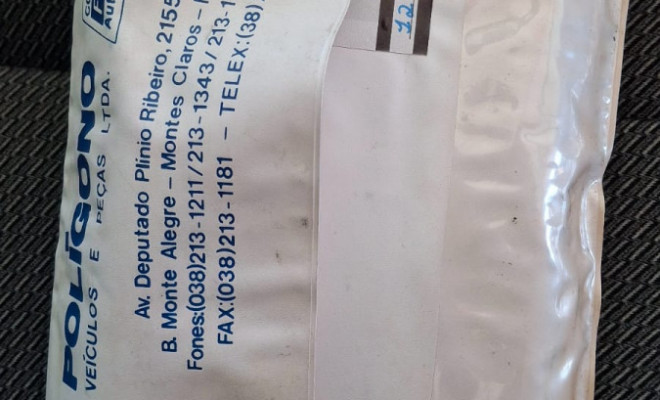 POLÍGONO
VEÍCULOS E PEÇAS LTDA.
Av. Deputado Plínio Ribeiro, 2155
B. Monte Alegre – Montes Claros –
Fones:(038)213-1211/213-1343/213-1
FAX:(038)213-1181 – TELEX:(38)
12